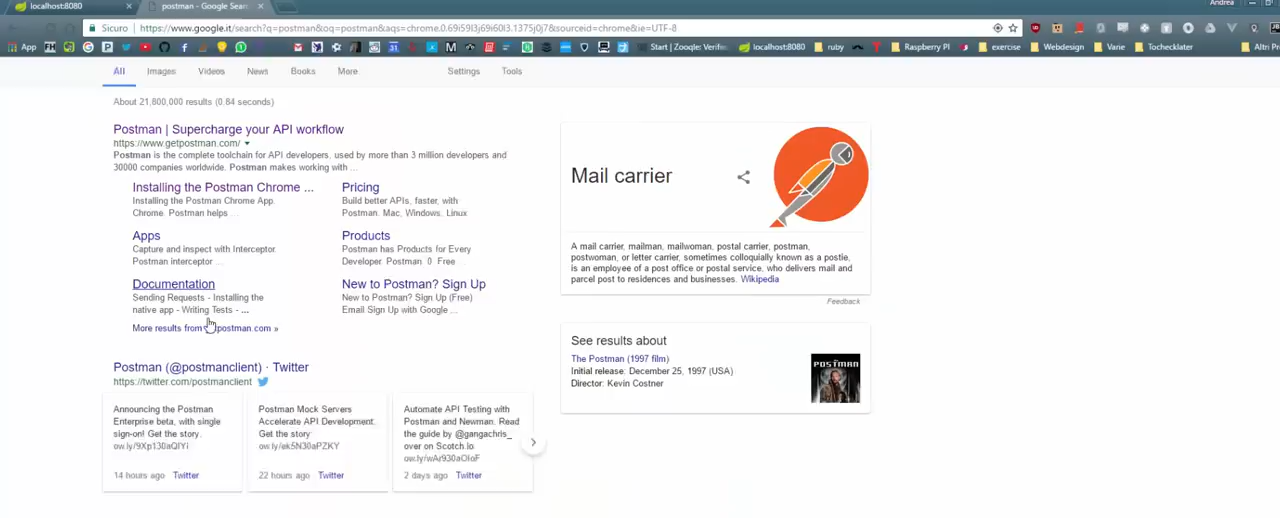 localhost:8080
postman - Google Sear
Andrea
Sicuro
https://www.google.it/search?q=postman&oq=postman&aqs=chrome.0.69i59l3j69i60l3.1375j0j7&sourceid=chrome&ie=UTF-8
App
Start | Zooqle: Verifie
localhost:8080
ruby
Raspberry PI
exercise
Webdesign
Varie
Tochecklater
Altri Pr
All
Images
Videos
News
Books
More
Settings
Tools
About 21,800,000 results (0.84 seconds)
Postman | Supercharge your API workflow
https://www.getpostman.com/
Postman is the complete toolchain for API developers, used by more than 3 million developers and
30000 companies worldwide. Postman makes working with ...
Installing the Postman Chrome ...
Installing the Postman Chrome App.
Chrome. Postman helps ...
Pricing
Build better APIs, faster, with
Postman. Mac, Windows, Linux
Apps
Capture and inspect with Interceptor.
Postman interceptor ...
Products
Postman has Products for Every
Developer Postman 0 Free ...
Documentation
Sending Requests - Installing the
native app - Writing Tests - ...
New to Postman? Sign Up
New to Postman? Sign Up (Free)
Email Sign Up with Google ...
More results from postman.com »
Postman (@postmanclient) · Twitter
https://twitter.com/postmanclient
Announcing the Postman
Enterprise beta, with single
sign-on! Get the story.
ow.ly/9Xp130aQIYi
14 hours ago
Twitter
Postman Mock Servers
Accelerate API Development.
Get the story
ow.ly/ek5N30aPZKY
22 hours ago
Twitter
Automate API Testing with
Postman and Newman. Read
the guide by @gangachris_
over on Scotch.io
ow.ly/wAr930aOfoF
2 days ago
Twitter
Mail carrier
A mail carrier, mailman, mailwoman, postal carrier, postman,
postwoman, or letter carrier, sometimes colloquially known as a postie,
is an employee of a post office or postal service, who delivers mail and
parcel post to residences and businesses. Wikipedia
Feedback
See results about
The Postman (1997 film)
Initial release: December 25, 1997 (USA)
Director: Kevin Costner
POSTMAN